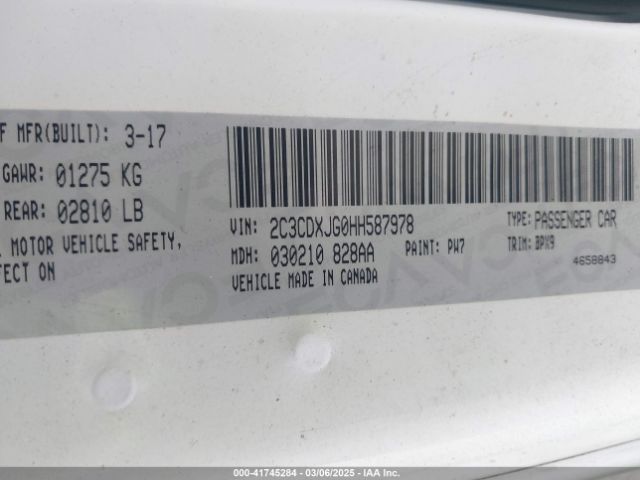 F MFR(BUILT): 3-17
GAWR: 01275 KG
REAR: 02810 LB
MOTOR VEHICLE SAFETY,
FECT ON
VIN: 2C3CDXJG0HH587978
TYPE: PASSENGER CAR
MDH: 030210 828AA
PAINT: PW7
TRIM: BPX9
VEHICLE MADE IN CANADA
4658843
000-41745284 | 03/06/2025 | IAA Inc.